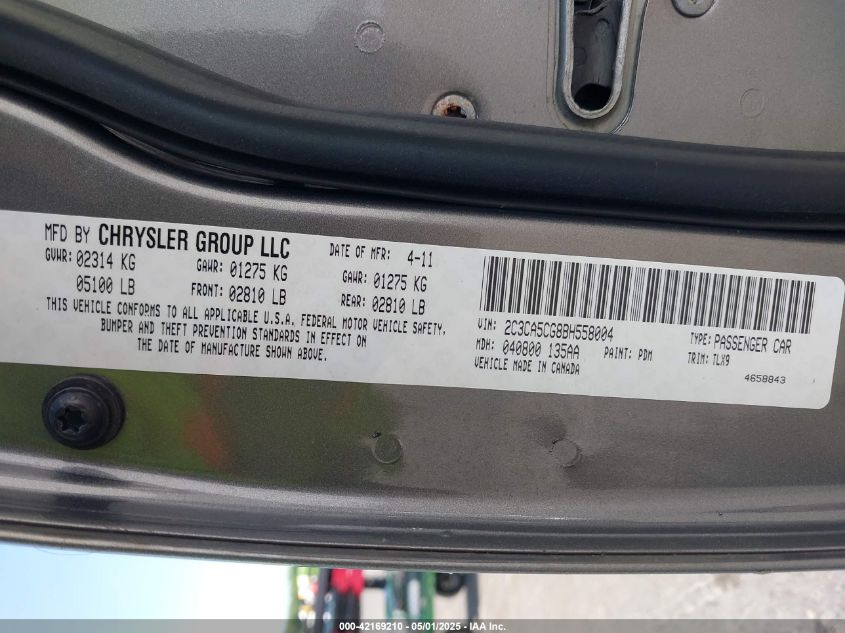 MFD BY CHRYSLER GROUP LLC
DATE OF MFR: 4-11
GVWR: 02314 KG
GAWR: 01275 KG
GAWR: 01275 KG
05100 LB
FRONT: 02810 LB
REAR: 02810 LB
THIS VEHICLE CONFORMS TO ALL APPLICABLE U.S.A. FEDERAL MOTOR VEHICLE SAFETY,
BUMPER AND THEFT PREVENTION STANDARDS IN EFFECT ON
THE DATE OF MANUFACTURE SHOWN ABOVE.
VIN: 2C3CA5CG8BH558004
TYPE: PASSENGER CAR
MDH: 040800 135AA
PAINT: PDM
TRIM: TLX9
VEHICLE MADE IN CANADA
4658843
000-42169210 - 05/01/2025 - IAA Inc.